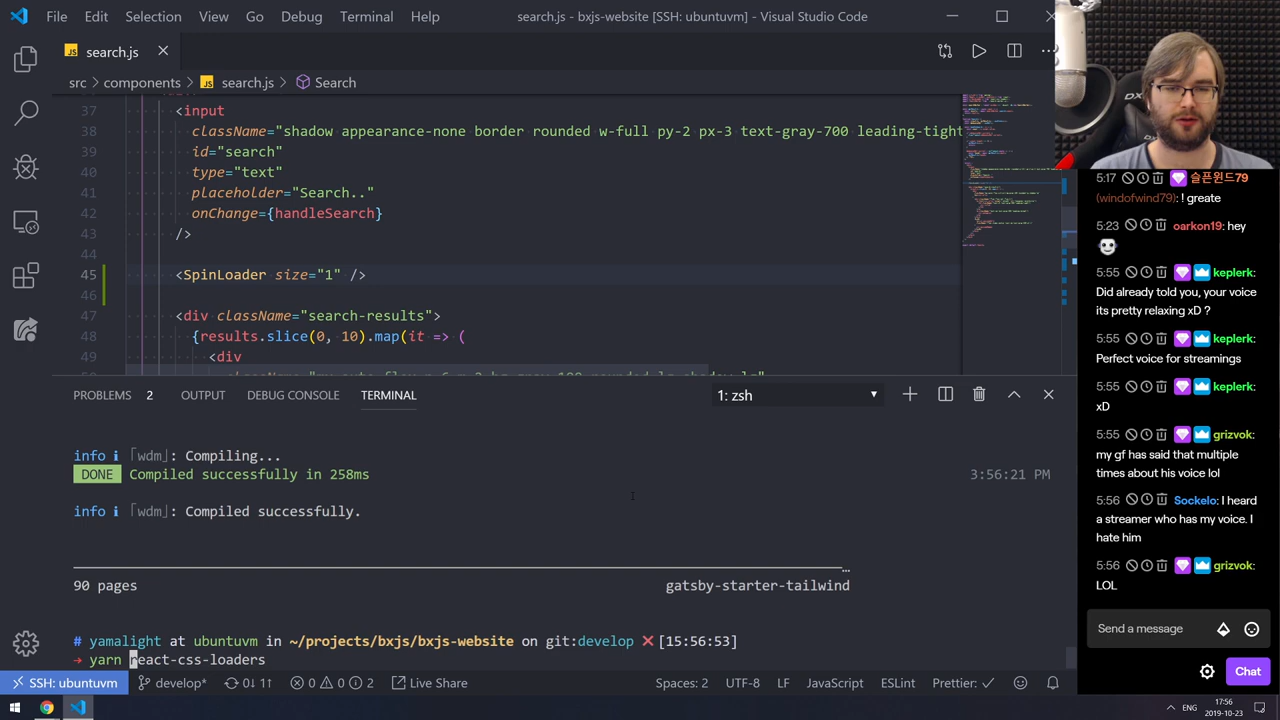 File Edit Selection View Go Debug Terminal Help
search.js - bxjs-website [SSH: ubuntuvm] - Visual Studio Code
JS search.js
src > components > JS search.js > Search
37 <input
38 className="shadow appearance-none border rounded w-full py-2 px-3 text-gray-700 leading-tight
39 id="search"
40 type="text"
41 placeholder="Search.."
42 onChange={handleSearch}
43 />
44
45 <SpinLoader size="1" />
46
47 <div className="search-results">
48 {results.slice(0, 10).map(it => (
49 <div
PROBLEMS 2 OUTPUT DEBUG CONSOLE TERMINAL 1: zsh
info i ｢wdm｣: Compiling...
DONE Compiled successfully in 258ms 3:56:21 PM
info i ｢wdm｣: Compiled successfully.
90 pages gatsby-starter-tailwind
# yamalight at ubuntuvm in ~/projects/bxjs/bxjs-website on git:develop ✗ [15:56:53]
→ yarn react-css-loaders
SSH: ubuntuvm develop* 0↓ 1↑ 0 0 2 Live Share Spaces: 2 UTF-8 LF JavaScript ESLint Prettier: ✓
ENG 17:56
2019-10-23
DX
5:17 슬픈윈드79
(windofwind79): ! greate
5:23 oarkon19: hey
5:55 keplerk:
Did already told you, your voice
its pretty relaxing xD ?
5:55 keplerk:
Perfect voice for streamings
5:55 keplerk:
xD
5:55 grizvok:
my gf has said that multiple
times about his voice lol
5:56 Sockelo: I heard
a streamer who has my voice. I
hate him
5:56 grizvok:
LOL
Send a message
Chat